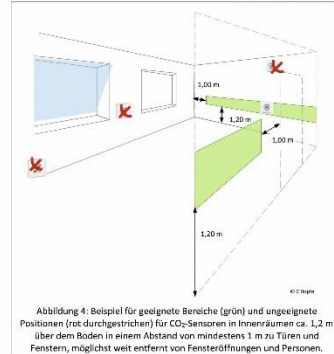 1,00 m
1,20 m
1,00 m
1,20 m
Abbildung 4: Beispiel für geeignete Bereiche (grün) und ungeeignete
Positionen (rot durchgestrichen) für CO₂-Sensoren in Innenräumen ca. 1,2 m
über dem Boden in einem Abstand von mindestens 1 m zu Türen und
Fenstern, möglichst weit entfernt von Fensteröffnungen und Personen.